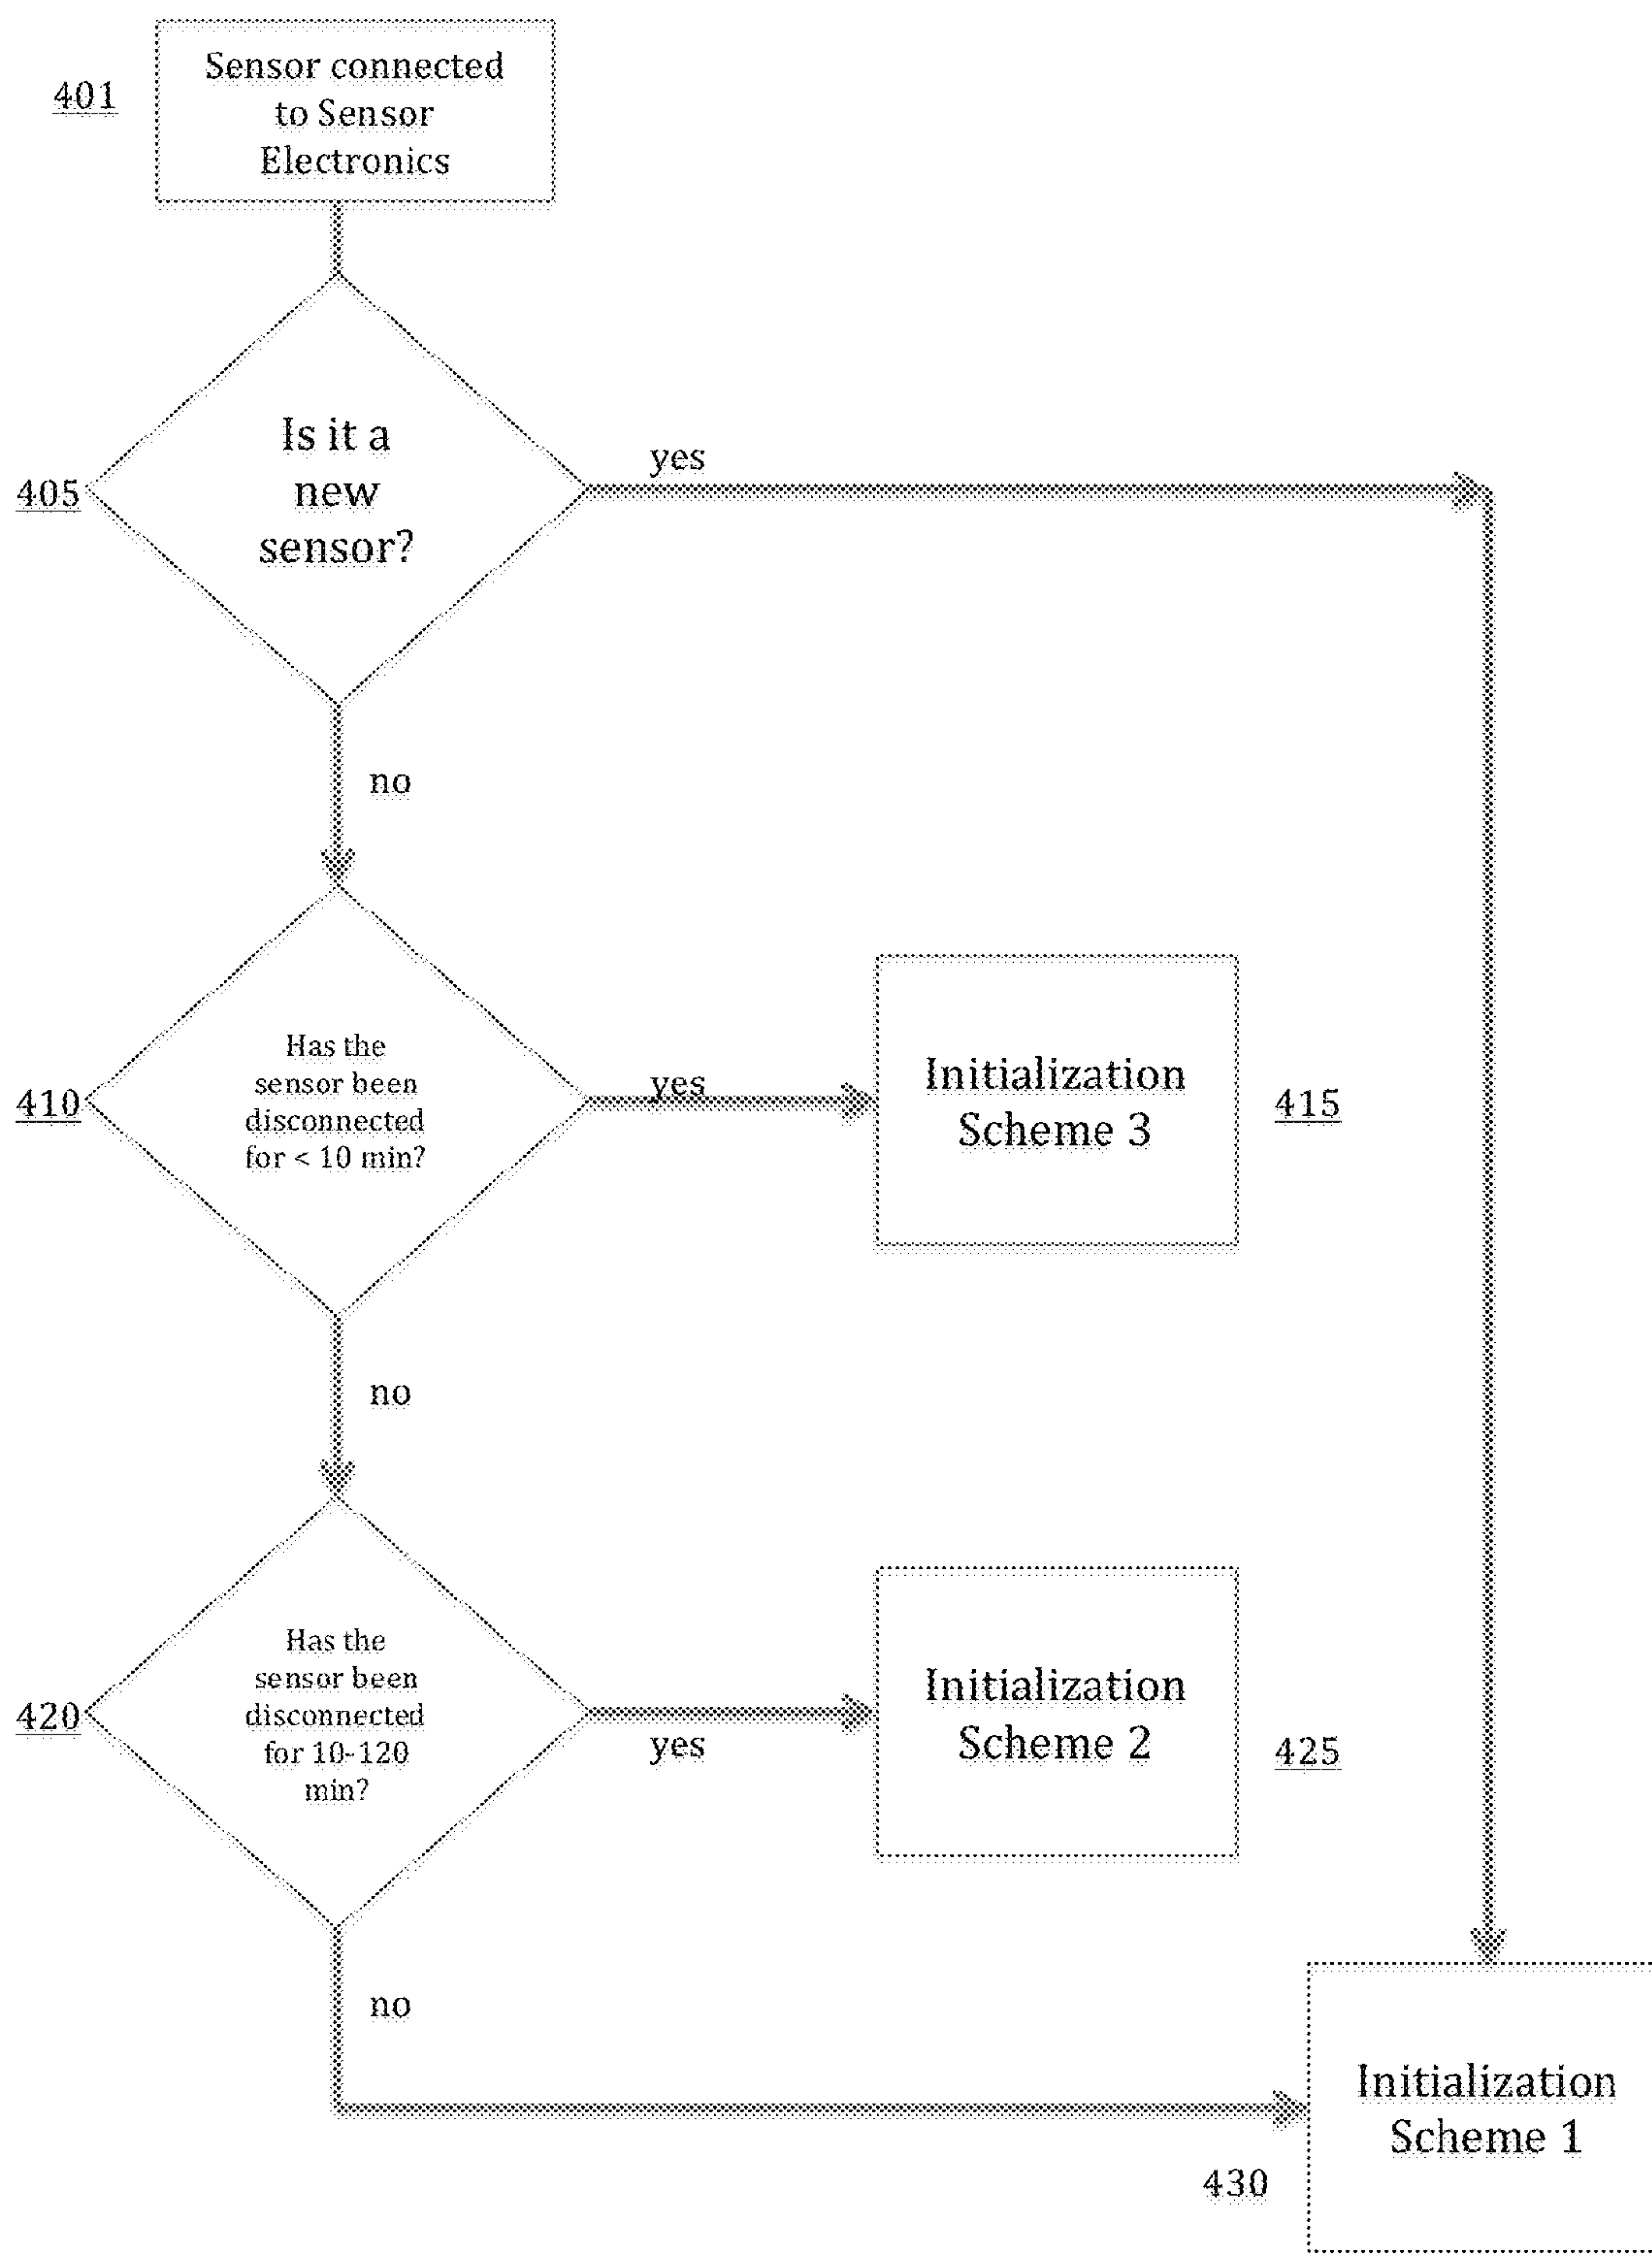 401
Sensor connected
to Sensor
Electronics
405
Is it a
new
sensor?
yes
no
410
Has the
sensor been
disconnected
for < 10 min?
yes
Initialization
Scheme 3
415
no
420
Has the
sensor been
disconnected
for 10-120
min?
yes
Initialization
Scheme 2
425
no
Initialization
Scheme 1
430